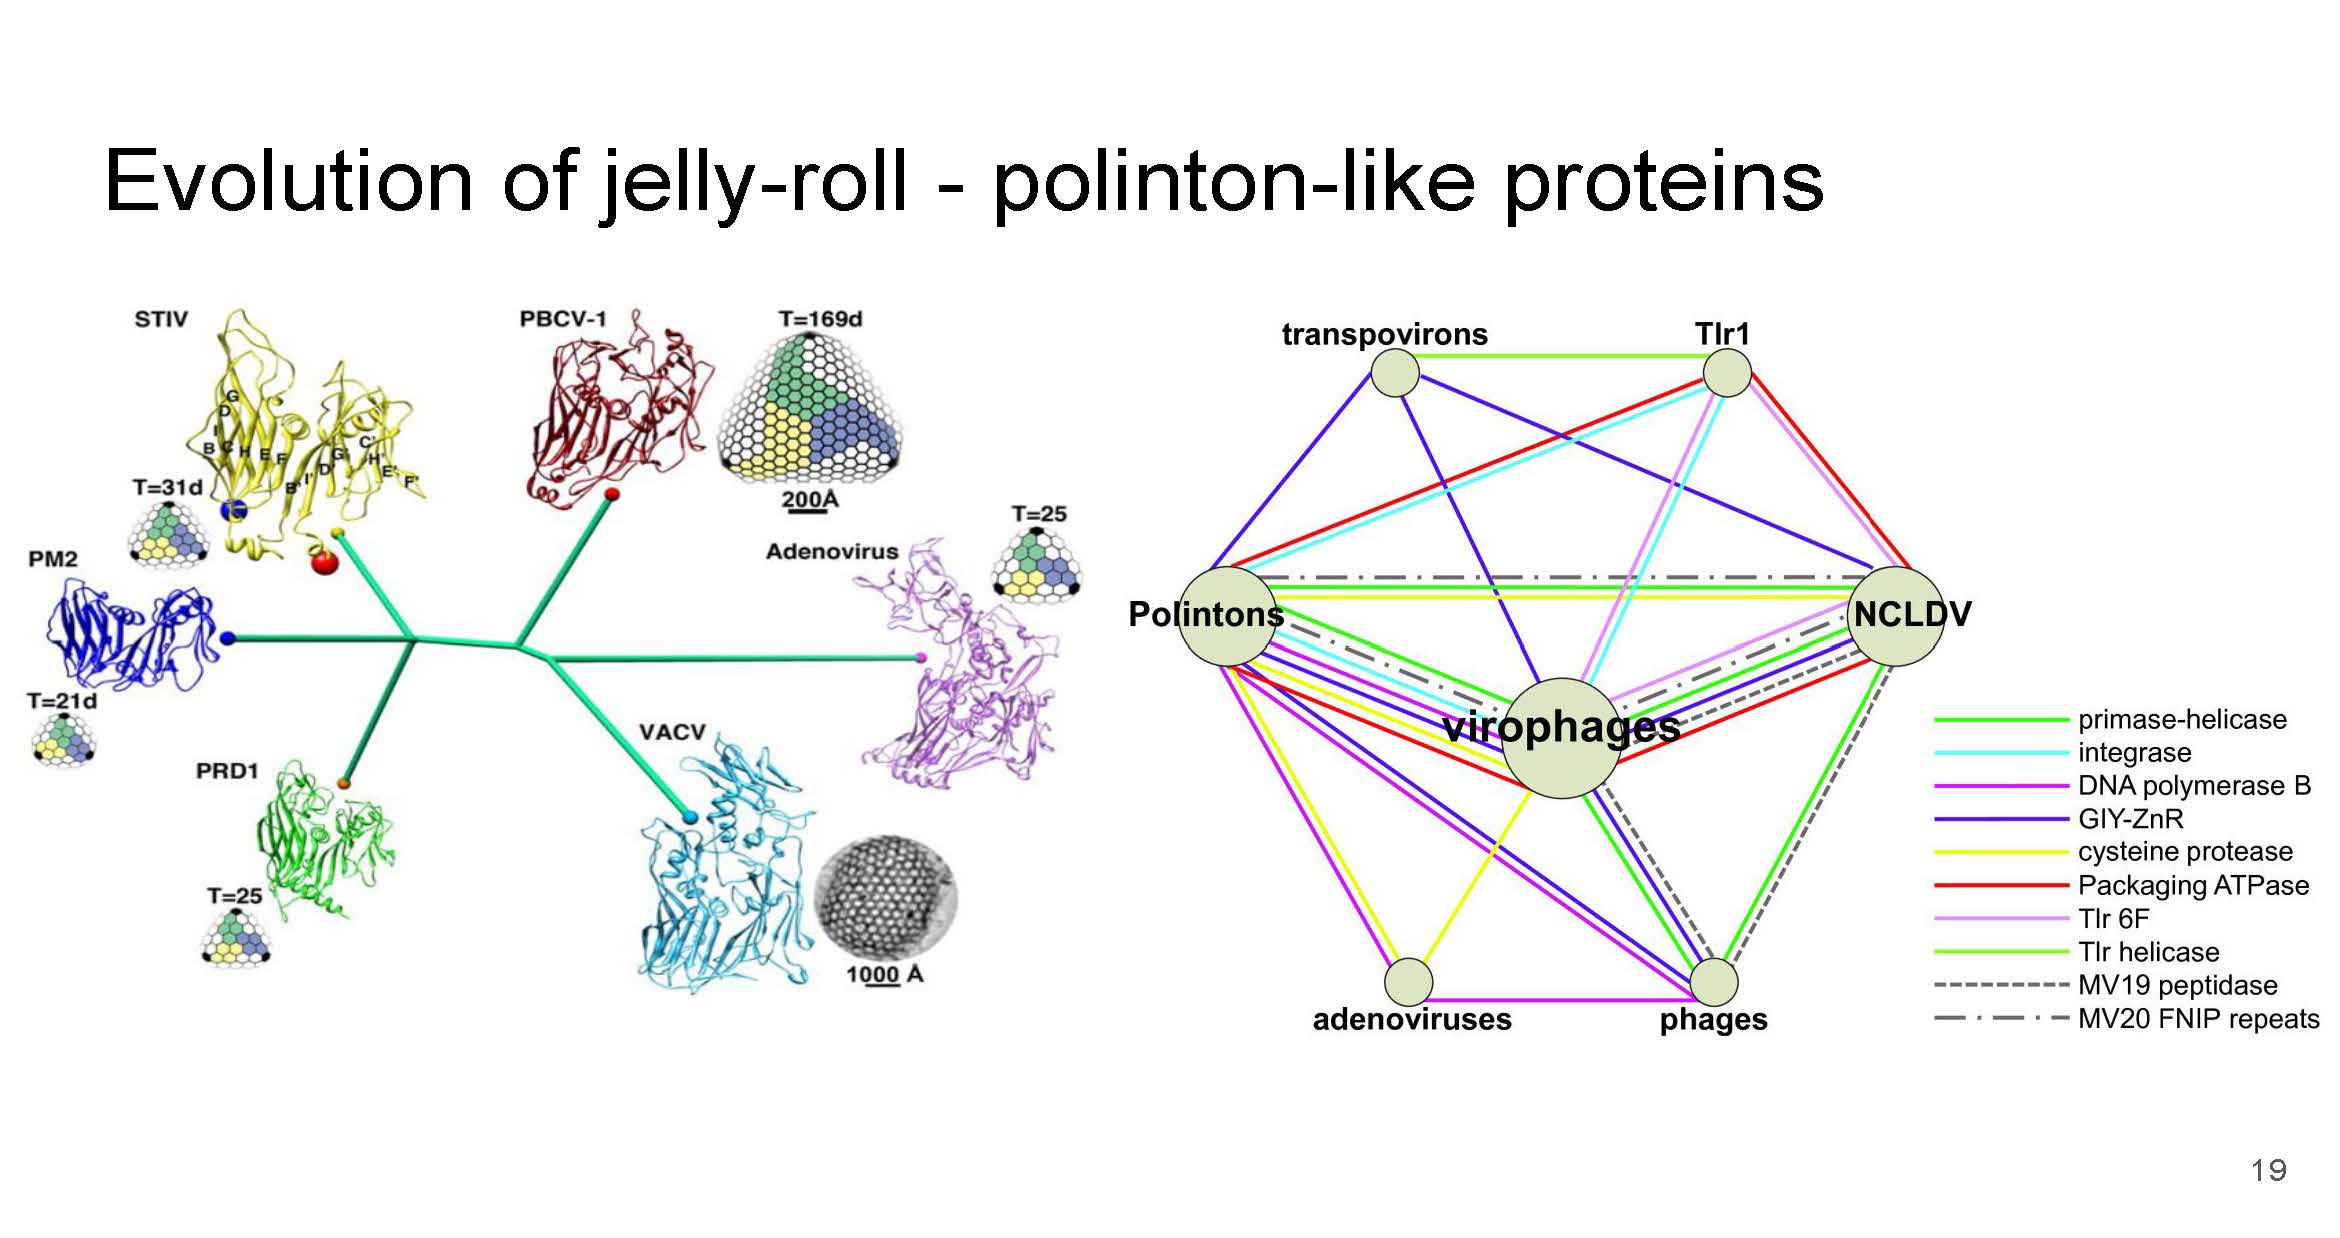 Evolution of jelly-roll - polinton-like proteins
STIV
G
D
I
B C H E F
B' I' D' G' C' H' E' F'
T=31d
PBCV-1
T=169d
200Å
PM2
T=21d
Adenovirus
T=25
PRD1
T=25
VACV
1000 Å
transpovirons
Tlr1
Polintons
NCLDV
virophages
adenoviruses
phages
primase-helicase
integrase
DNA polymerase B
GIY-ZnR
cysteine protease
Packaging ATPase
Tlr 6F
Tlr helicase
MV19 peptidase
MV20 FNIP repeats
19